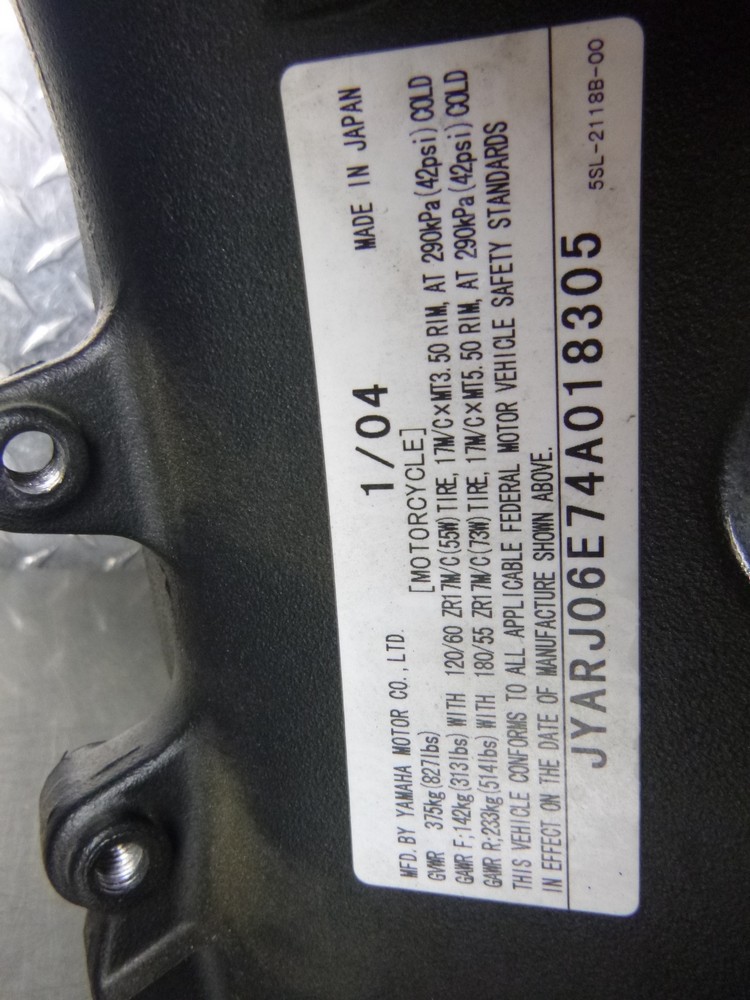 1/04 MADE IN JAPAN
MFD. BY YAMAHA MOTOR CO., LTD. [MOTORCYCLE]
GVWR 375kg(827lbs)
GAWR F:142kg(313lbs) WITH 120/60 ZR17M/C(55W)TIRE, 17M/C×MT3.50 RIM, AT 290kPa(42psi)COLD
GAWR R:233kg(514lbs) WITH 180/55 ZR17M/C(73W)TIRE, 17M/C×MT5.50 RIM, AT 290kPa(42psi)COLD
THIS VEHICLE CONFORMS TO ALL APPLICABLE FEDERAL MOTOR VEHICLE SAFETY STANDARDS
IN EFFECT ON THE DATE OF MANUFACTURE SHOWN ABOVE.
JYARJ06E74A018305 5SL-2118B-00